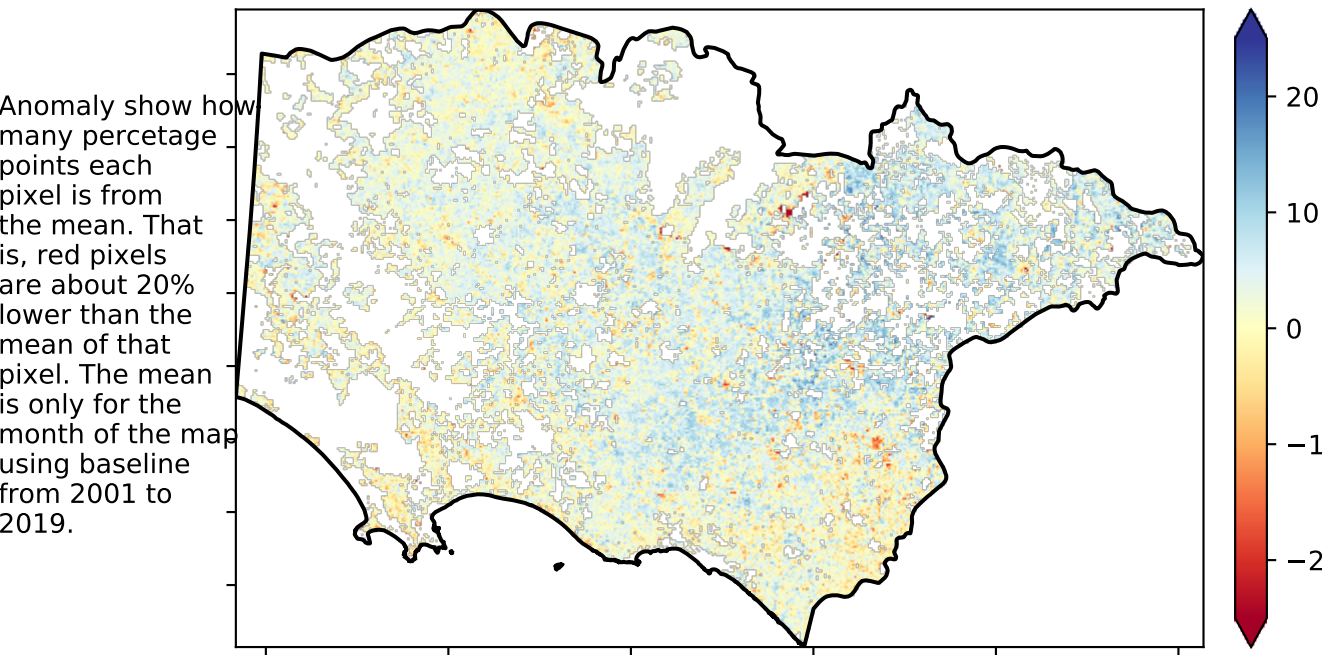 Anomaly show how
many percetage
points each
pixel is from
the mean. That
is, red pixels
are about 20%
lower than the
mean of that
pixel. The mean
is only for the
month of the map
using baseline
from 2001 to
2019.
20
10
0
−1
−2